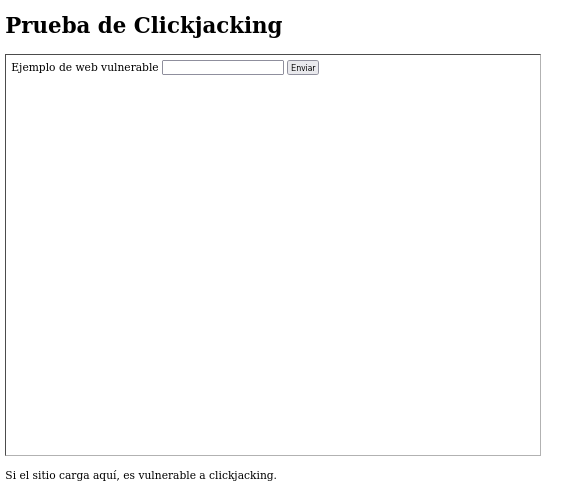 Prueba de Clickjacking
Ejemplo de web vulnerable Enviar
Si el sitio carga aquí, es vulnerable a clickjacking.